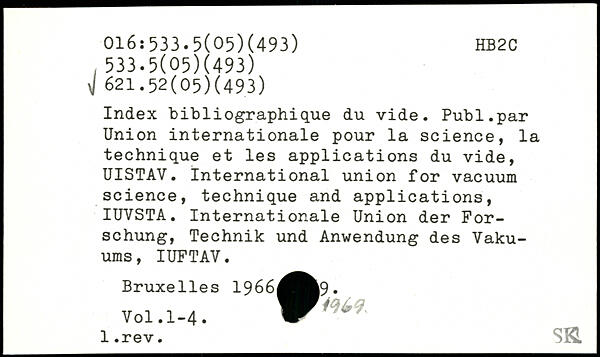 016:533.5(05)(493) HB2C
533.5(05)(493)
√ 621.52(05)(493)
Index bibliographique du vide. Publ.par
Union internationale pour la science, la
technique et les applications du vide,
UISTAV. International union for vacuum
science, technique and applications,
IUVSTA. Internationale Union der For-
schung, Technik und Anwendung des Vaku-
ums, IUFTAV.
Bruxelles 1966 9.
1969.
Vol.1-4.
1.rev. SK